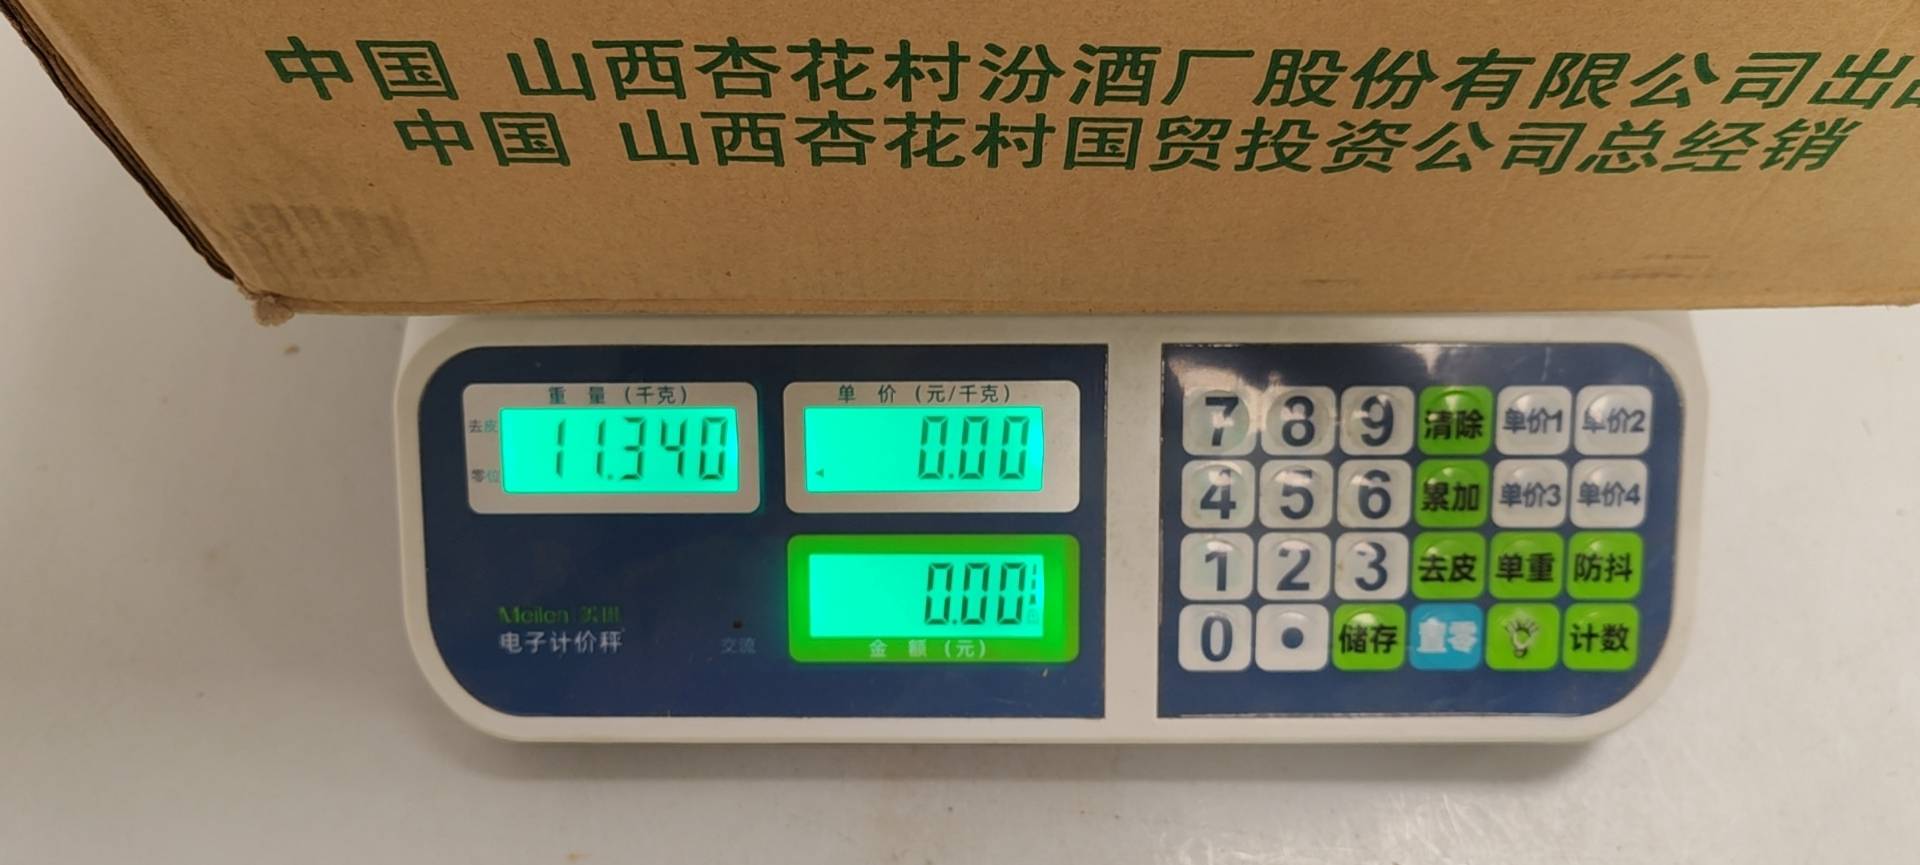 中国 山西杏花村汾酒厂股份有限公司出
中国 山西杏花村国贸投资公司总经销
重 量 (千克)
去皮
零位
11.340
单 价 (元/千克)
0.00
0.00
金 额 (元)
Meilen
电子计价秤
交流
7 8 9 清除 单价1 单价2
4 5 6 累加 单价3 单价4
1 2 3 去皮 单重 防抖
0 • 储存 置零 计数